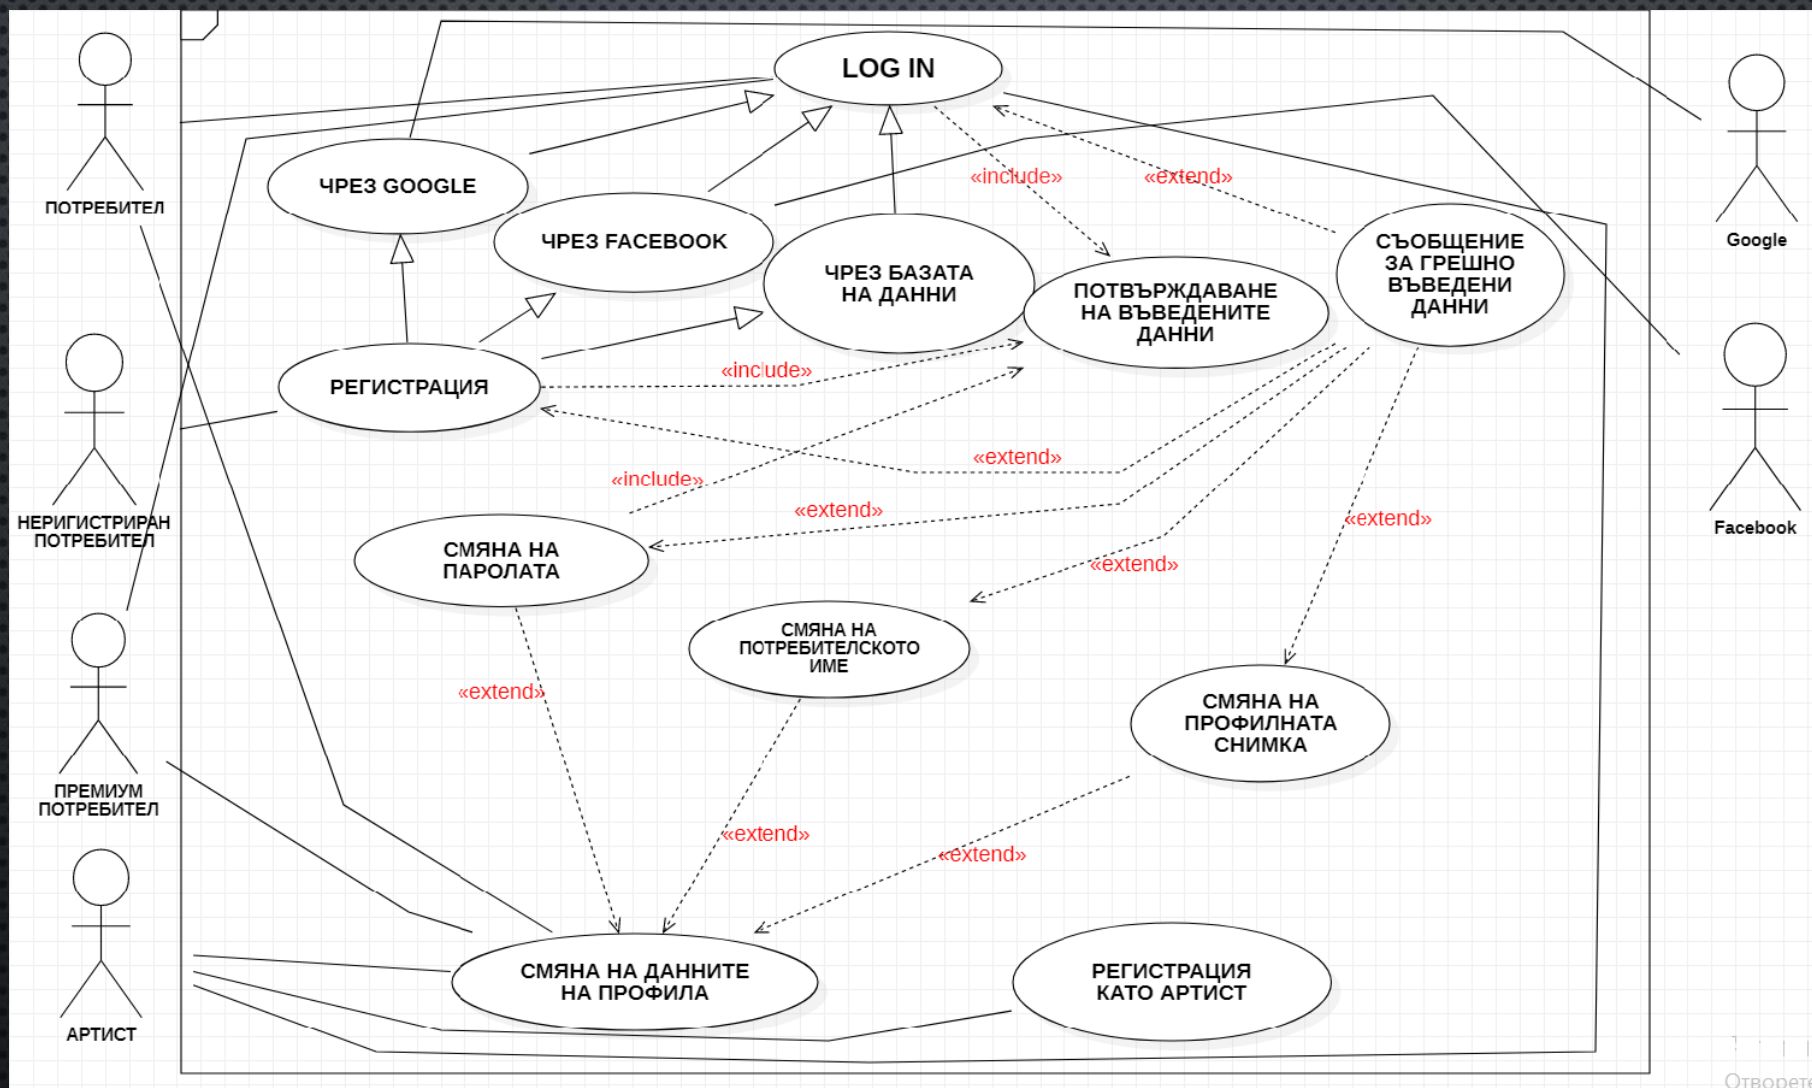 LOG IN
ЧРЕЗ GOOGLE
«include»
«extend»
ПОТРЕБИТЕЛ
ЧРЕЗ FACEBOOK
СЪОБЩЕНИЕ
ЗА ГРЕШНО
ВЪВЕДЕНИ
ДАННИ
Google
ЧРЕЗ БАЗАТА
НА ДАННИ
ПОТВЪРЖДАВАНЕ
НА ВЪВЕДЕНИТЕ
ДАННИ
«include»
РЕГИСТРАЦИЯ
«extend»
«include»
«extend»
«extend»
НЕРИГИСТРИРАН
ПОТРЕБИТЕЛ
Facebook
СМЯНА НА
ПАРОЛАТА
«extend»
СМЯНА НА
ПОТРЕБИТЕЛСКОТО
ИМЕ
«extend»
СМЯНА НА
ПРОФИЛНАТА
СНИМКА
ПРЕМИУМ
ПОТРЕБИТЕЛ
«extend»
«extend»
СМЯНА НА ДАННИТЕ
НА ПРОФИЛА
РЕГИСТРАЦИЯ
КАТО АРТИСТ
АРТИСТ